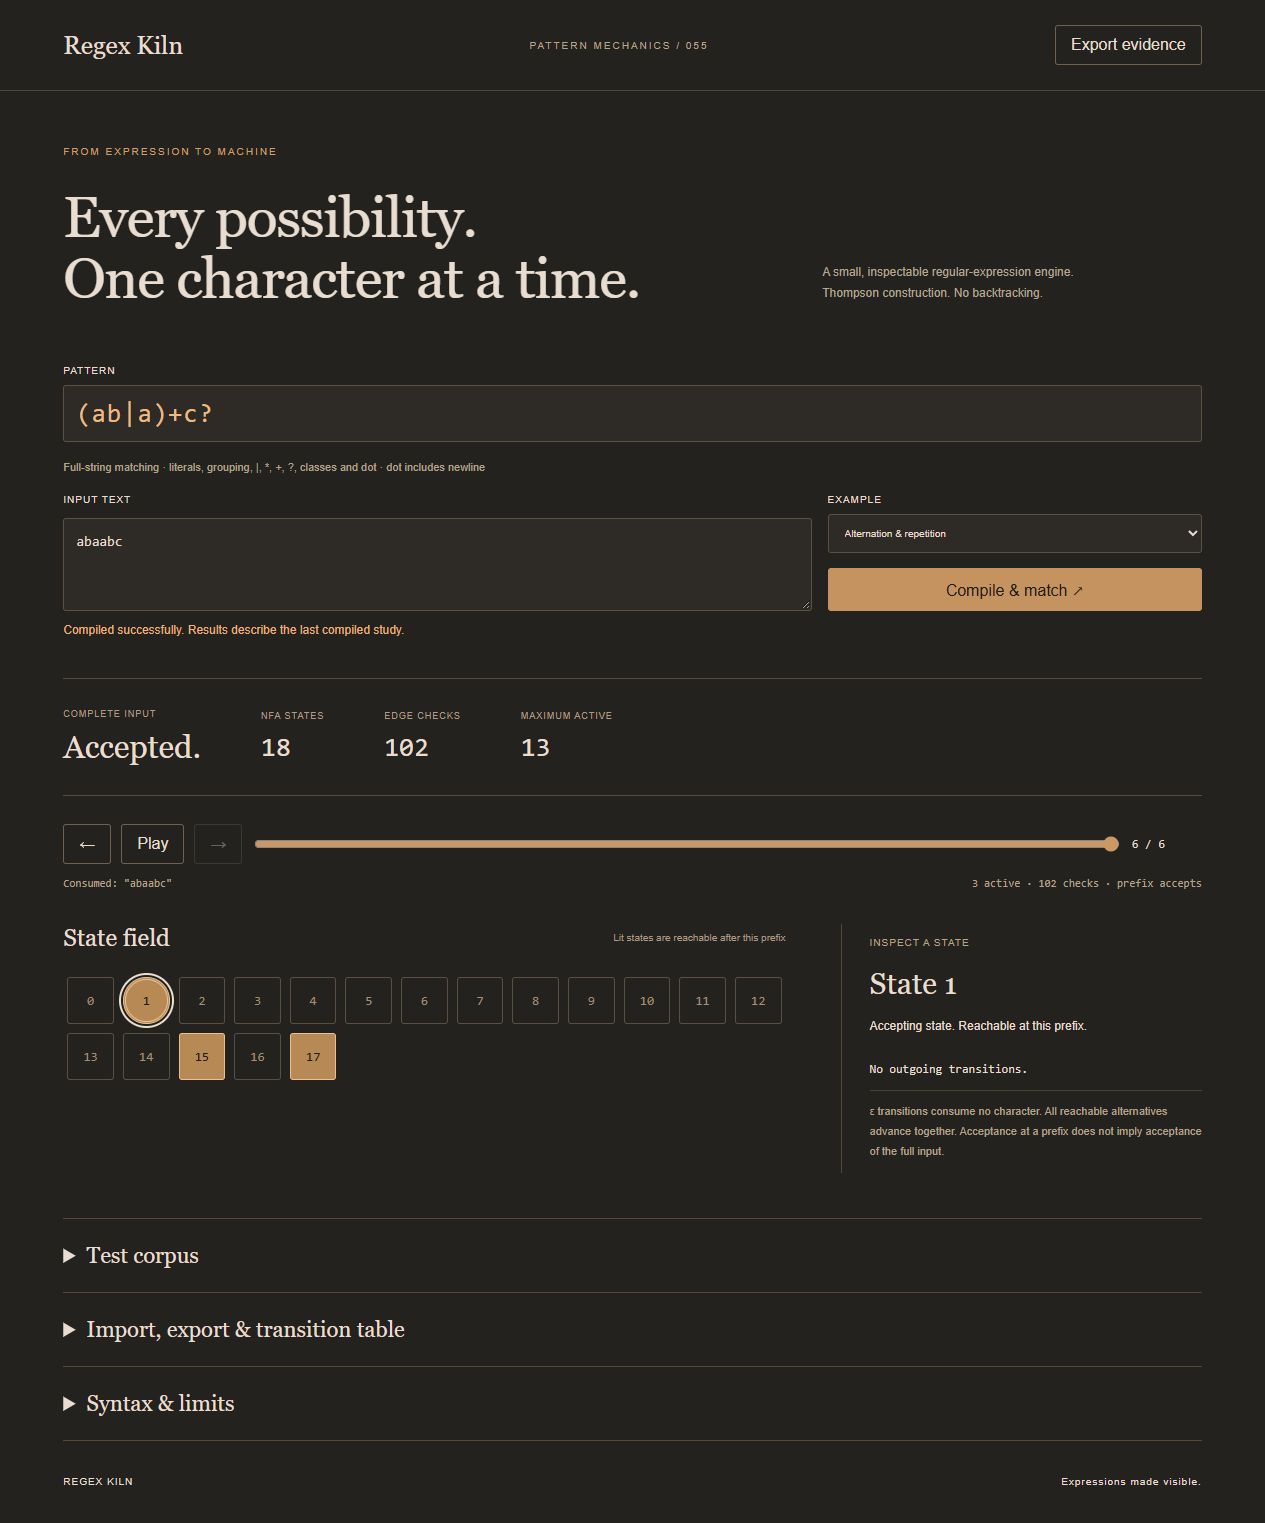 Regex Kiln
PATTERN MECHANICS / 055
Export evidence
FROM EXPRESSION TO MACHINE
Every possibility.
One character at a time.
A small, inspectable regular-expression engine.
Thompson construction. No backtracking.
PATTERN
(ab|a)+c?
Full-string matching · literals, grouping, |, *, +, ?, classes and dot · dot includes newline
INPUT TEXT
abaabc
EXAMPLE
Alternation & repetition
Compile & match ↗
Compiled successfully. Results describe the last compiled study.
COMPLETE INPUT
Accepted.
NFA STATES
18
EDGE CHECKS
102
MAXIMUM ACTIVE
13
← Play → 6 / 6
Consumed: "abaabc"
3 active · 102 checks · prefix accepts
State field
Lit states are reachable after this prefix
0 1 2 3 4 5 6 7 8 9 10 11 12
13 14 15 16 17
INSPECT A STATE
State 1
Accepting state. Reachable at this prefix.
No outgoing transitions.
ε transitions consume no character. All reachable alternatives
advance together. Acceptance at a prefix does not imply acceptance
of the full input.
Test corpus
Import, export & transition table
Syntax & limits
REGEX KILN
Expressions made visible.